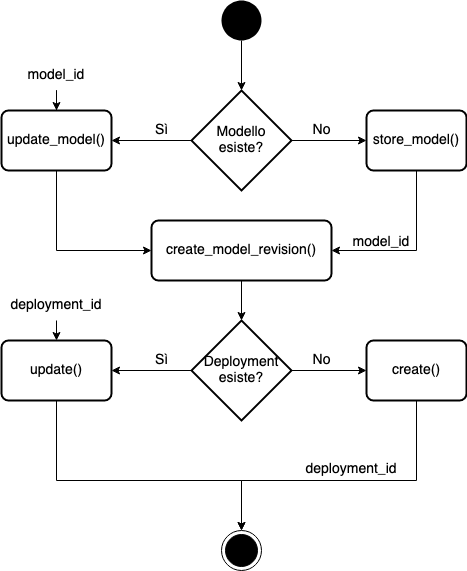 model_id
Sì
Modello
esiste?
No
update_model()
store_model()
create_model_revision()
model_id
deployment_id
Sì
Deployment
esiste?
No
update()
create()
deployment_id